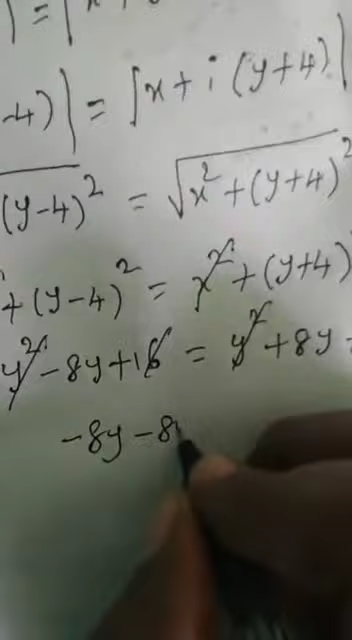 | = |x +
-4)| = |x + i(y+4)|
(y-4)² = √x² + (y+4)²
+ (y-4)² = x² + (y+4)
y² - 8y + 16 = y² + 8y
-8y - 8